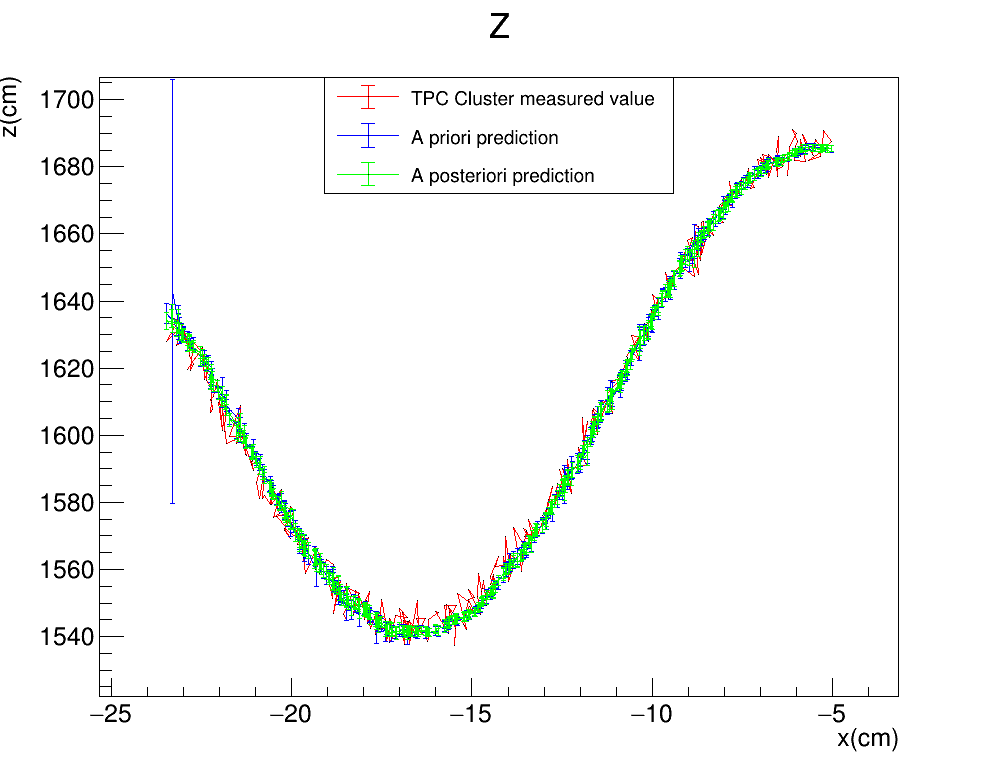 Z
z(cm)
1700
1680
1660
1640
1620
1600
1580
1560
1540
TPC Cluster measured value
A priori prediction
A posteriori prediction
−25
−20
−15
−10
−5
x(cm)